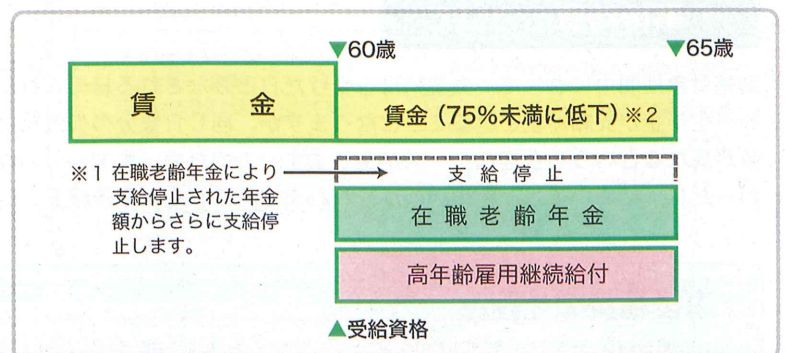 ▼60歳
▼65歳
賃金
賃金（75%未満に低下）※2
※1 在職老齢年金により
支給停止された年金
額からさらに支給停
止します。
支給停止
在職老齢年金
高年齢雇用継続給付
▲受給資格